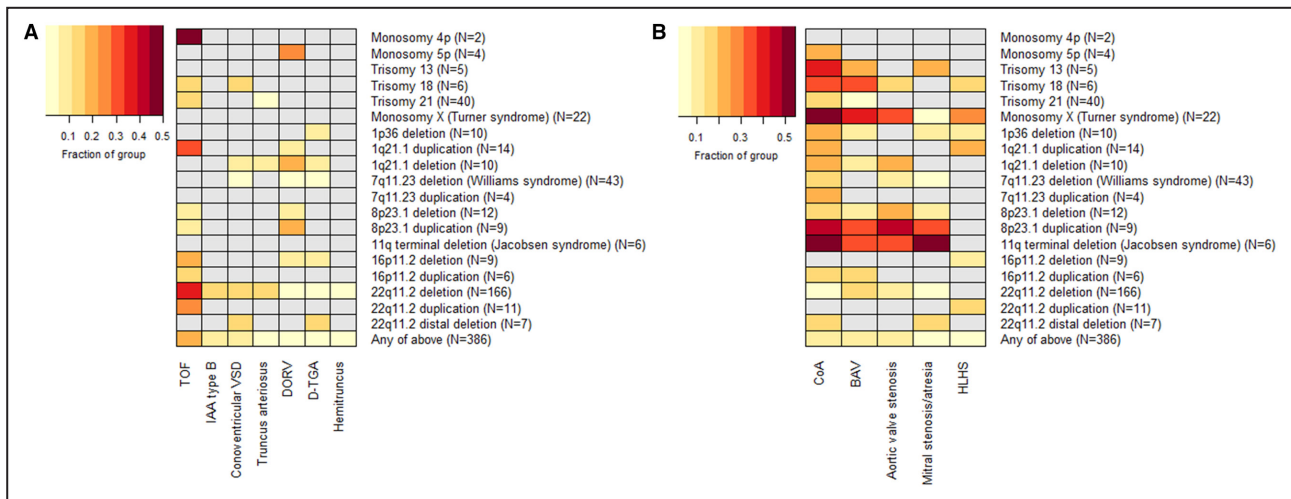 A
0.1 0.2 0.3 0.4 0.5
Fraction of group
Monosomy 4p (N=2)
Monosomy 5p (N=4)
Trisomy 13 (N=5)
Trisomy 18 (N=6)
Trisomy 21 (N=40)
Monosomy X (Turner syndrome) (N=22)
1p36 deletion (N=10)
1q21.1 duplication (N=14)
1q21.1 deletion (N=10)
7q11.23 deletion (Williams syndrome) (N=43)
7q11.23 duplication (N=4)
8p23.1 deletion (N=12)
8p23.1 duplication (N=9)
11q terminal deletion (Jacobsen syndrome) (N=6)
16p11.2 deletion (N=9)
16p11.2 duplication (N=6)
22q11.2 deletion (N=166)
22q11.2 duplication (N=11)
22q11.2 distal deletion (N=7)
Any of above (N=386)
TOF
IAA type B
Conoventricular VSD
Truncus arteriosus
DORV
D-TGA
Hemitruncus
B
0.1 0.3 0.5
Fraction of group
Monosomy 4p (N=2)
Monosomy 5p (N=4)
Trisomy 13 (N=5)
Trisomy 18 (N=6)
Trisomy 21 (N=40)
Monosomy X (Turner syndrome) (N=22)
1p36 deletion (N=10)
1q21.1 duplication (N=14)
1q21.1 deletion (N=10)
7q11.23 deletion (Williams syndrome) (N=43)
7q11.23 duplication (N=4)
8p23.1 deletion (N=12)
8p23.1 duplication (N=9)
11q terminal deletion (Jacobsen syndrome) (N=6)
16p11.2 deletion (N=9)
16p11.2 duplication (N=6)
22q11.2 deletion (N=166)
22q11.2 duplication (N=11)
22q11.2 distal deletion (N=7)
Any of above (N=386)
CoA
BAV
Aortic valve stenosis
Mitral stenosis/atresia
HLHS